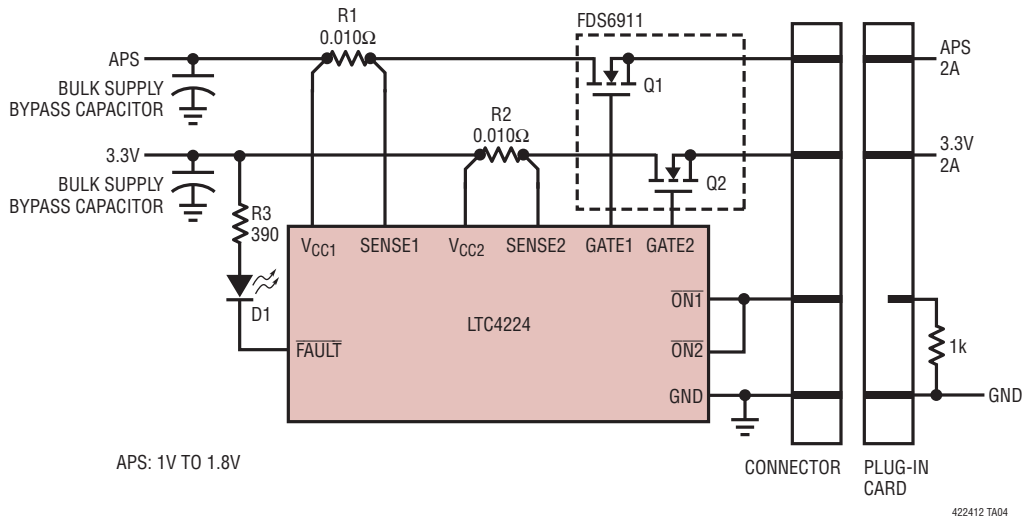 R1
0.010Ω
FDS6911
APS
APS
2A
BULK SUPPLY
BYPASS CAPACITOR
Q1
R2
0.010Ω
3.3V
3.3V
2A
BULK SUPPLY
BYPASS CAPACITOR
Q2
R3
390
VCC1
SENSE1
VCC2
SENSE2
GATE1
GATE2
D1
ON1
LTC4224
FAULT
ON2
1k
GND
GND
APS: 1V TO 1.8V
CONNECTOR
PLUG-IN
CARD
422412 TA04